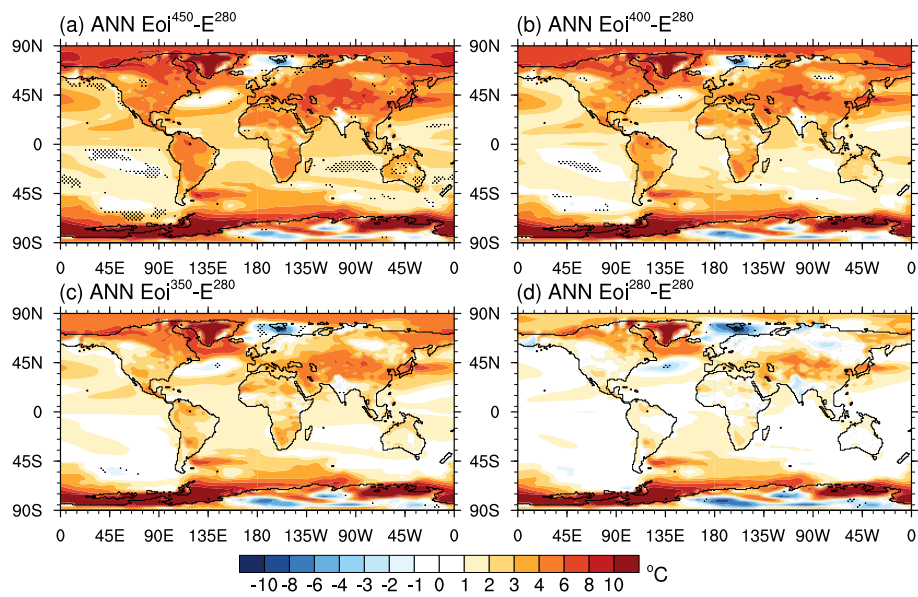 (a) ANN Eoi⁴⁵⁰-E²⁸⁰
(b) ANN Eoi⁴⁰⁰-E²⁸⁰
90N
45N
0
45S
90S
0 45E 90E 135E 180 135W 90W 45W 0
90N
45N
0
45S
90S
0 45E 90E 135E 180 135W 90W 45W 0
(c) ANN Eoi³⁵⁰-E²⁸⁰
(d) ANN Eoi²⁸⁰-E²⁸⁰
90N
45N
0
45S
90S
0 45E 90E 135E 180 135W 90W 45W 0
90N
45N
0
45S
90S
0 45E 90E 135E 180 135W 90W 45W 0
-10 -8 -6 -4 -2 -1 0 1 2 3 4 6 8 10 °C